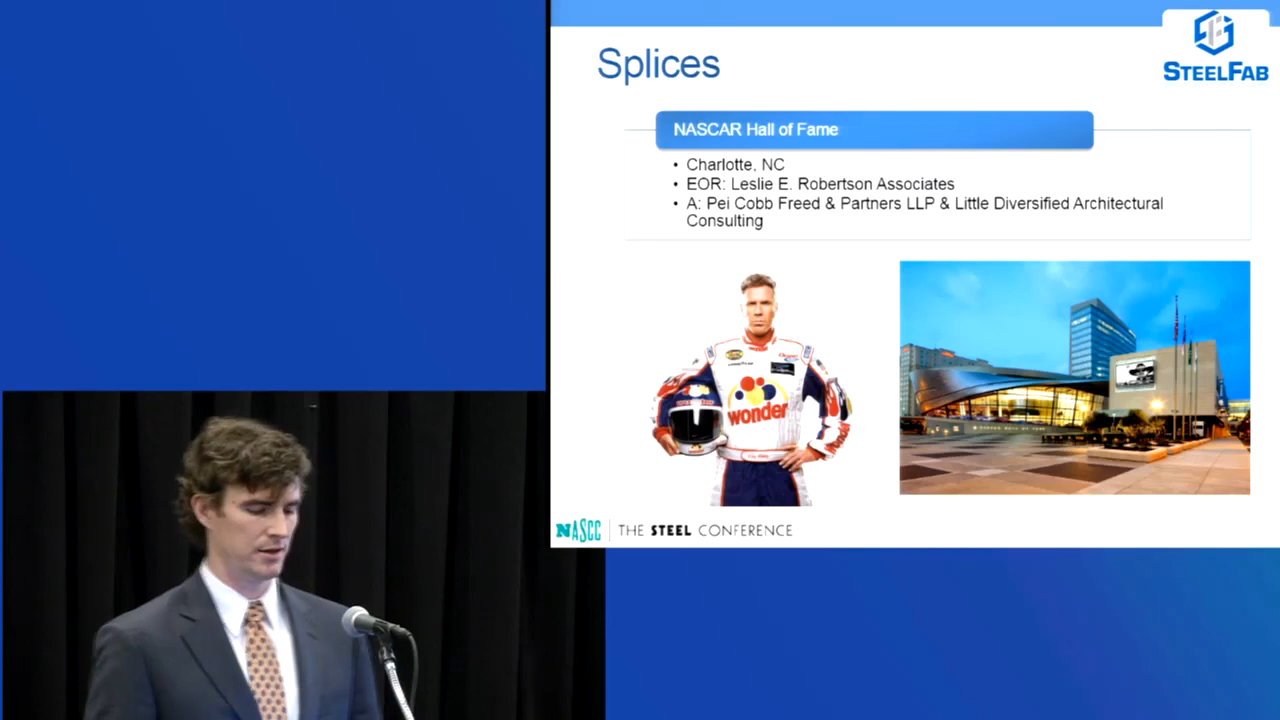 STEELFAB
Splices
NASCAR Hall of Fame
• Charlotte, NC
• EOR: Leslie E. Robertson Associates
• A: Pei Cobb Freed & Partners LLP & Little Diversified Architectural
Consulting
wonder
NASCC THE STEEL CONFERENCE